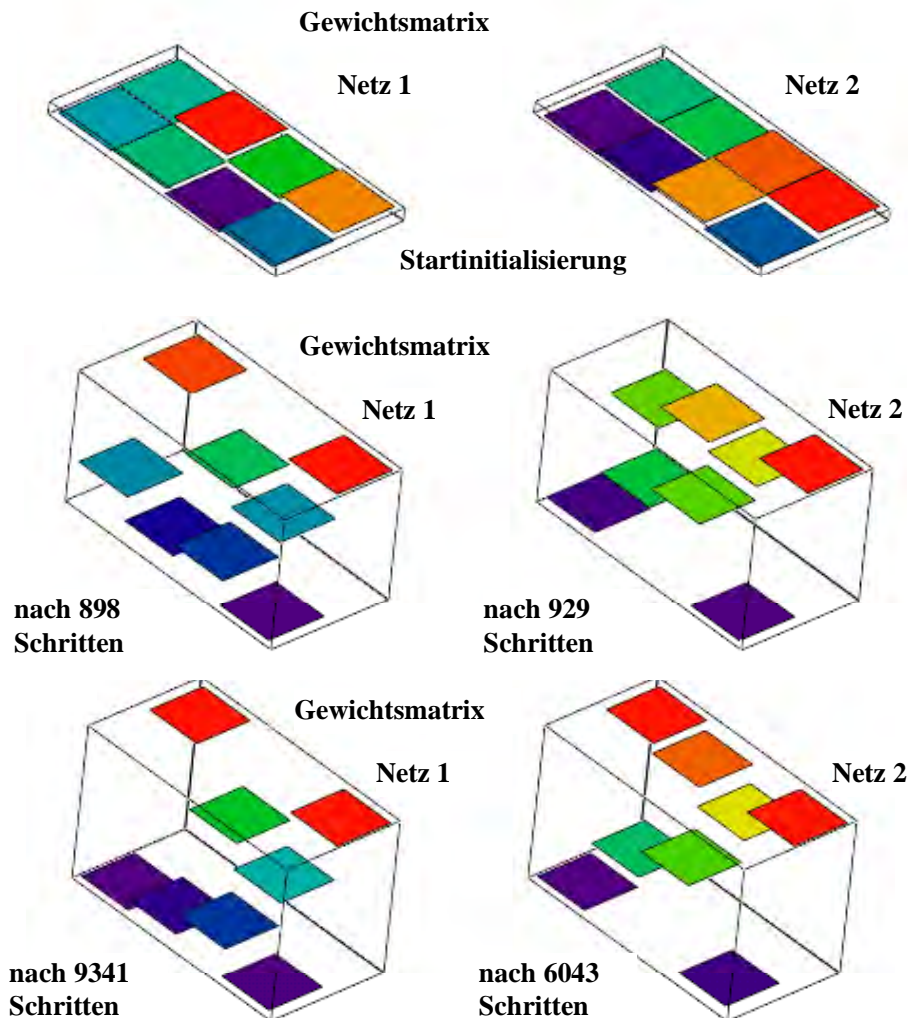 Gewichtsmatrix
Netz 1
Netz 2
Startinitialisierung
Gewichtsmatrix
Netz 1
Netz 2
nach 898
Schritten
nach 929
Schritten
Gewichtsmatrix
Netz 1
Netz 2
nach 9341
Schritten
nach 6043
Schritten